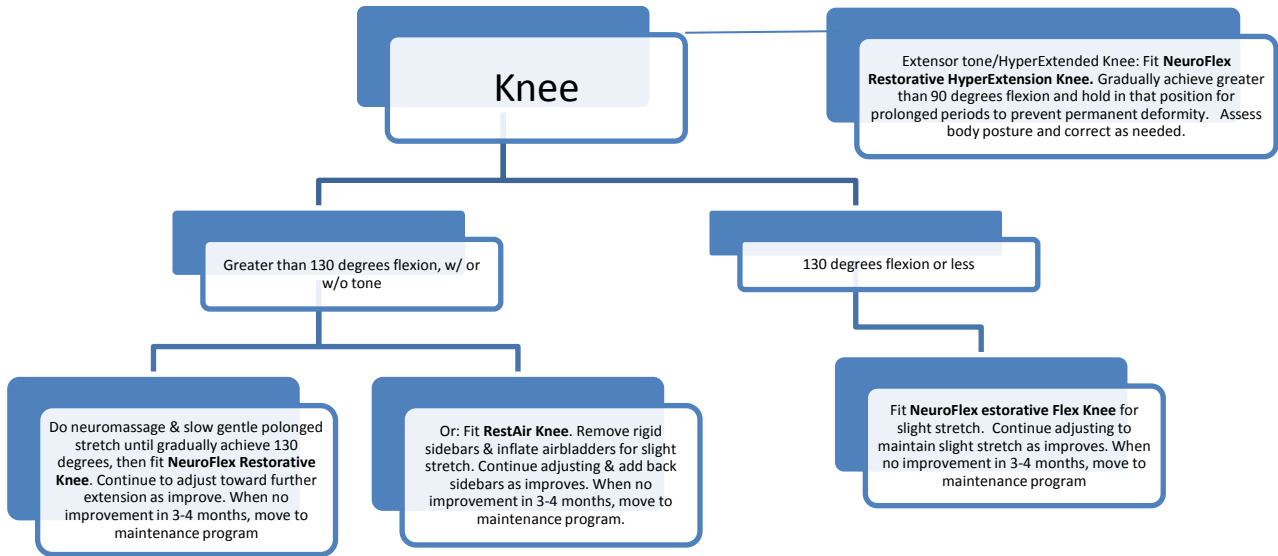 Knee
Extensor tone/HyperExtended Knee: Fit NeuroFlex
Restorative HyperExtension Knee. Gradually achieve greater
than 90 degrees flexion and hold in that position for
prolonged periods to prevent permanent deformity. Assess
body posture and correct as needed.
Greater than 130 degrees flexion, w/ or
w/o tone
130 degrees flexion or less
Do neuromassage & slow gentle polonged
stretch until gradually achieve 130
degrees, then fit NeuroFlex Restorative
Knee. Continue to adjust toward further
extension as improve. When no
improvement in 3-4 months, move to
maintenance program
Or: Fit RestAir Knee. Remove rigid
sidebars & inflate airbladders for slight
stretch. Continue adjusting & add back
sidebars as improves. When no
improvement in 3-4 months, move to
maintenance program.
Fit NeuroFlex estorative Flex Knee for
slight stretch. Continue adjusting to
maintain slight stretch as improves. When
no improvement in 3-4 months, move to
maintenance program